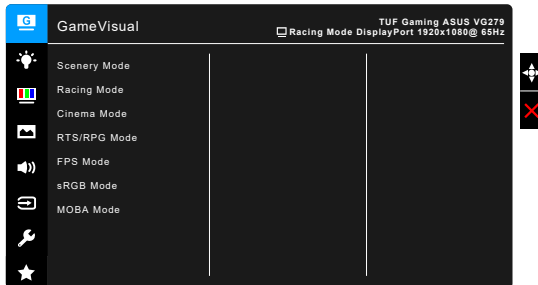 G
GameVisual
TUF Gaming ASUS VG279
Racing Mode DisplayPort 1920x1080@ 65Hz
Scenery Mode
Racing Mode
Cinema Mode
RTS/RPG Mode
FPS Mode
sRGB Mode
MOBA Mode